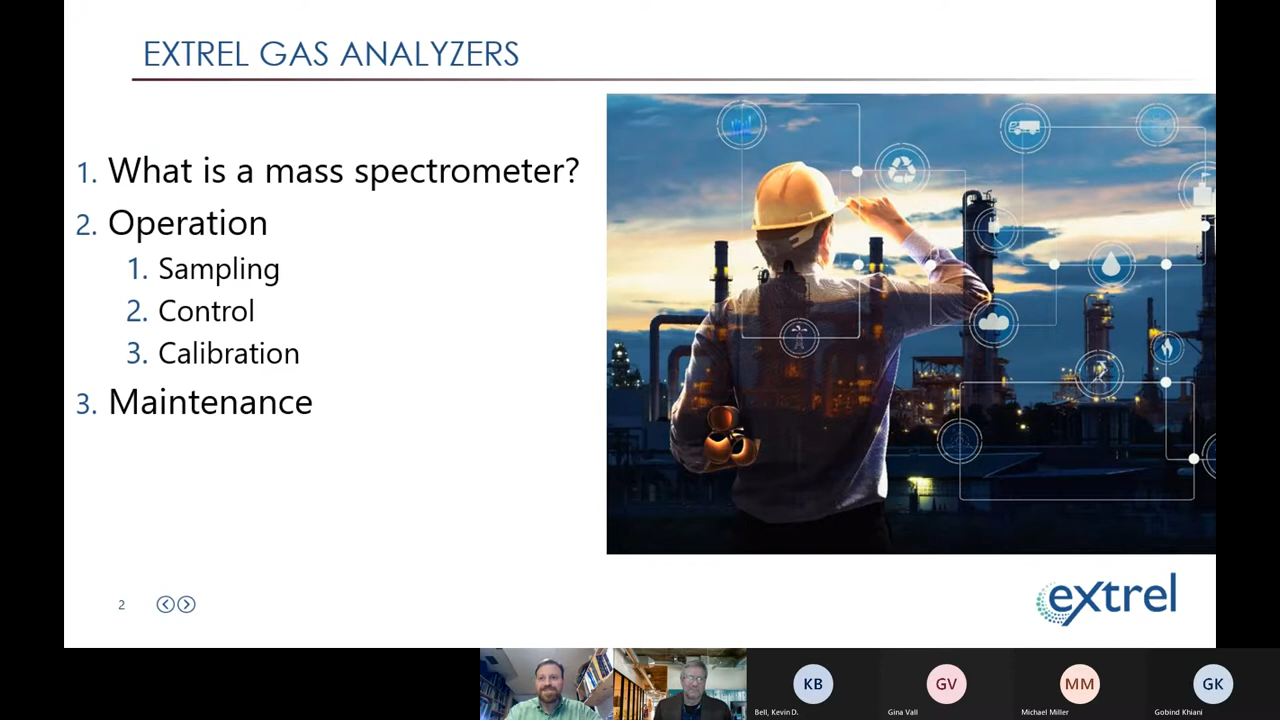 EXTREL GAS ANALYZERS
1. What is a mass spectrometer?
2. Operation
1. Sampling
2. Control
3. Calibration
3. Maintenance
2
extrel
KB
GV
MM
GK
Bell, Kevin D.
Gina Vall
Michael Miller
Gobind Khiani